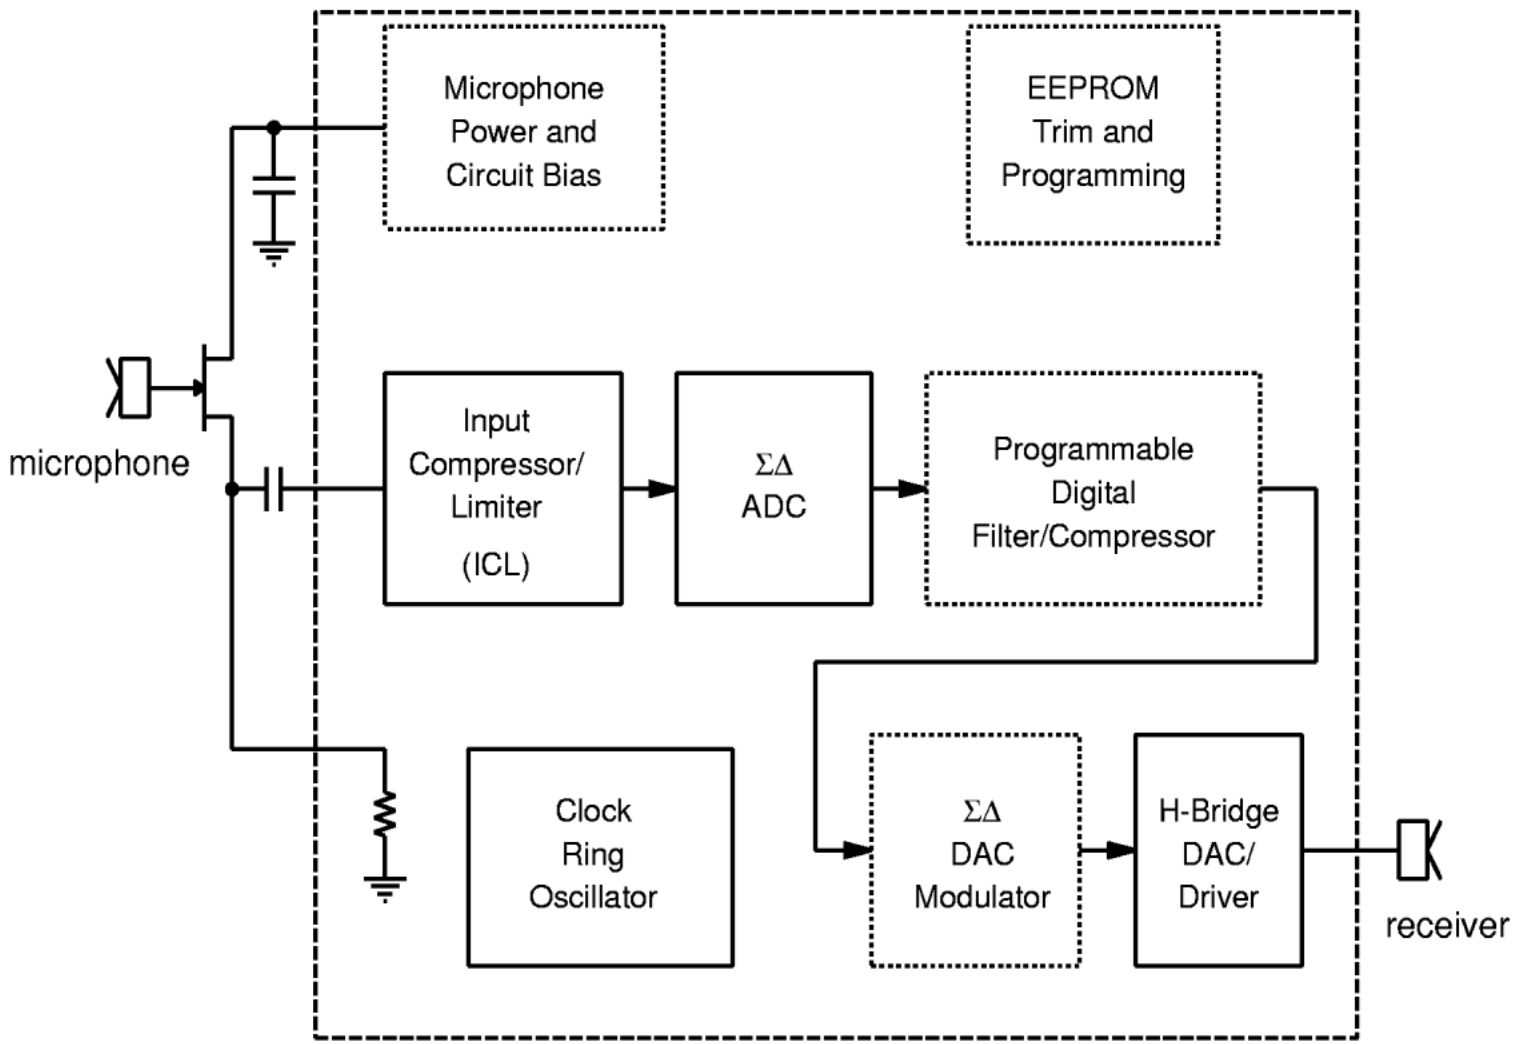 Microphone
Power and
Circuit Bias
EEPROM
Trim and
Programming
microphone
Input
Compressor/
Limiter
(ICL)
ΣΔ
ADC
Programmable
Digital
Filter/Compressor
Clock
Ring
Oscillator
ΣΔ
DAC
Modulator
H-Bridge
DAC/
Driver
receiver